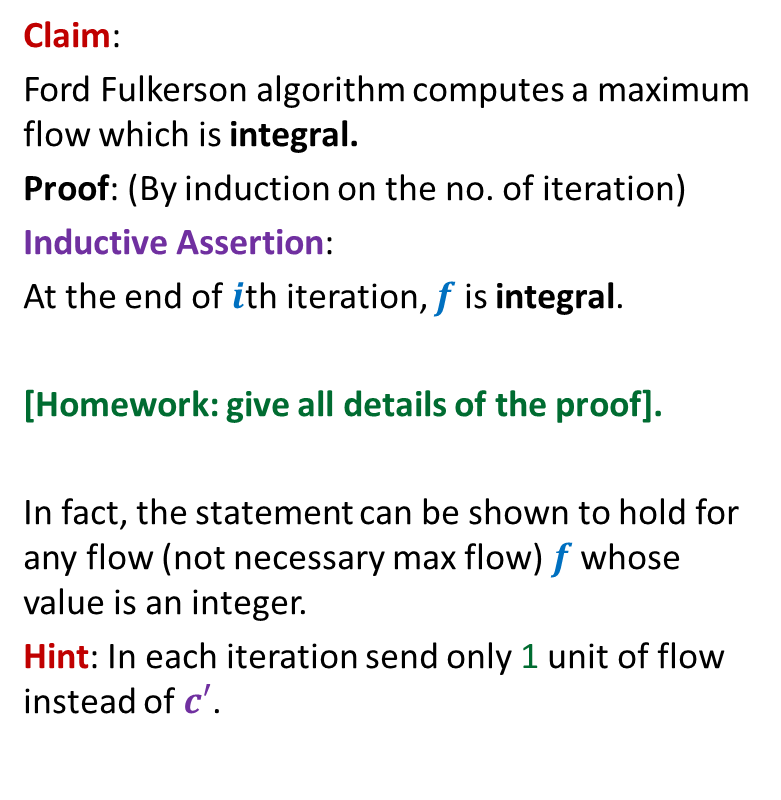 Claim:
Ford Fulkerson algorithm computes a maximum
flow which is integral.
Proof: (By induction on the no. of iteration)
Inductive Assertion:
At the end of ith iteration, f is integral.
[Homework: give all details of the proof].
In fact, the statement can be shown to hold for
any flow (not necessary max flow) f whose
value is an integer.
Hint: In each iteration send only 1 unit of flow
instead of c′.